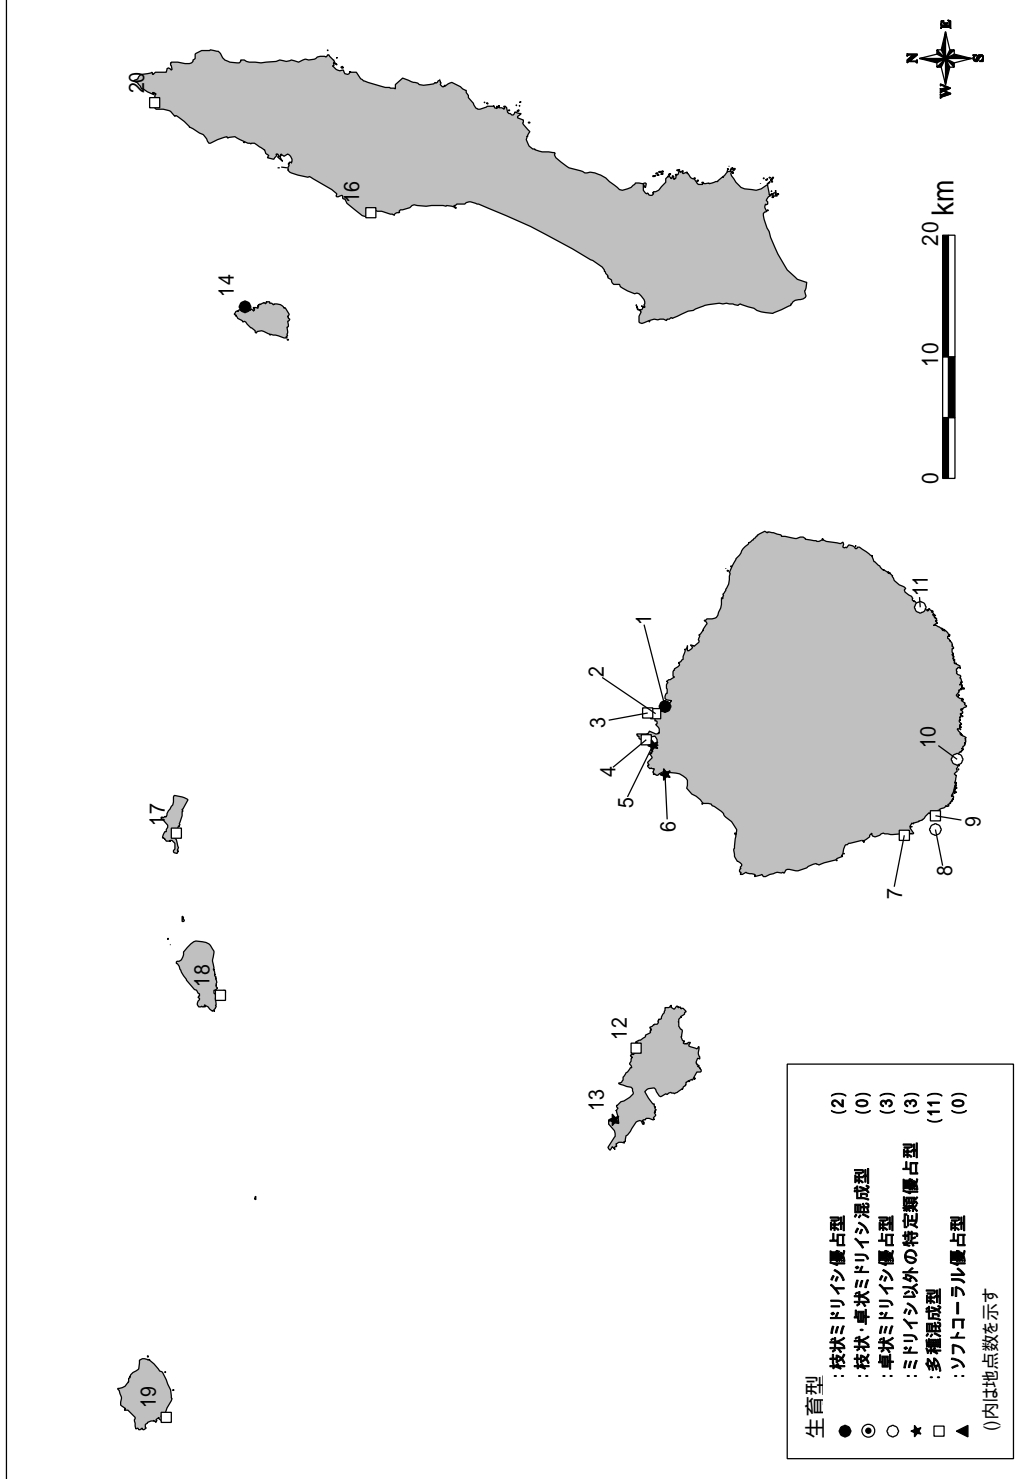 20
16
14
N
E
W
S
0 10 20
km
1
2
3
4
5
6
7
8
9
10
11
12
13
17
18
19
生育型
● :枝状ミドリイシ優占型 (2)
◉ :枝状・卓状ミドリイシ混成型 (0)
○ :卓状ミドリイシ優占型 (3)
★ :ミドリイシ以外の特定類優占型 (3)
□ :多種混成型 (11)
▲ :ソフトコーラル優占型 (0)
()内は地点数を示す